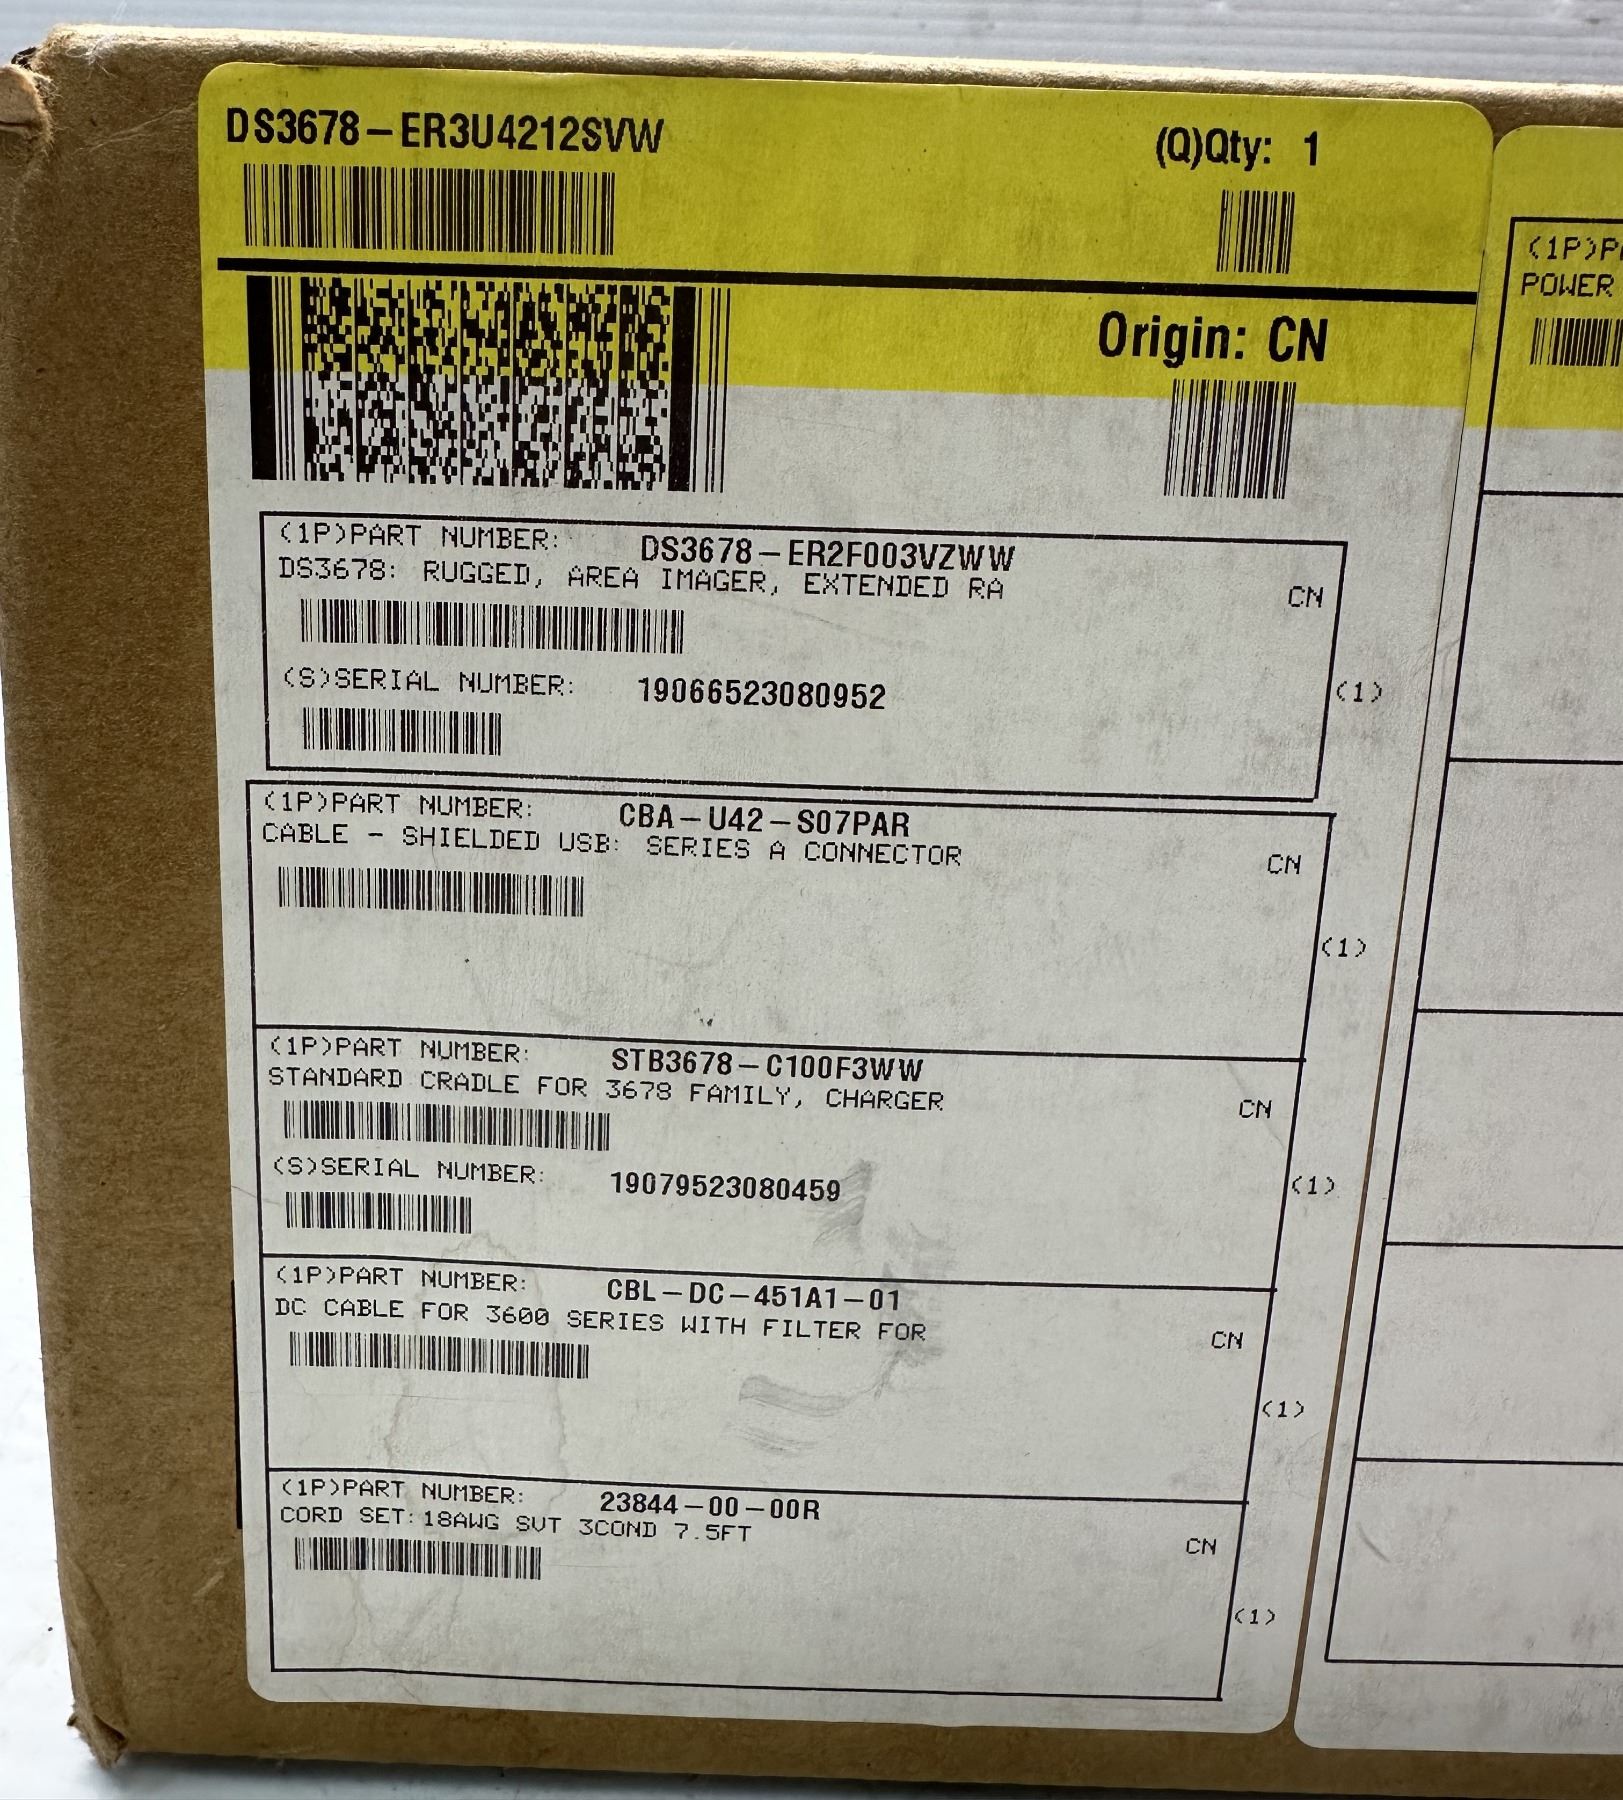 DS3678-ER3U4212SVW
(Q)Qty: 1
Origin: CN
(1P)PART NUMBER: DS3678-ER2F003VZWW
DS3678: RUGGED, AREA IMAGER, EXTENDED RA
CN
(S)SERIAL NUMBER: 19066523080952
(1)
(1P)PART NUMBER: CBA-U42-S07PAR
CABLE - SHIELDED USB: SERIES A CONNECTOR
CN
(1)
(1P)PART NUMBER: STB3678-C100F3WW
STANDARD CRADLE FOR 3678 FAMILY, CHARGER
CN
(S)SERIAL NUMBER: 19079523080459
(1)
(1P)PART NUMBER: CBL-DC-451A1-01
DC CABLE FOR 3600 SERIES WITH FILTER FOR
CN
(1)
(1P)PART NUMBER: 23844-00-00R
CORD SET:18AWG SVT 3COND 7.5FT
CN
(1)
(1P)P
POWER